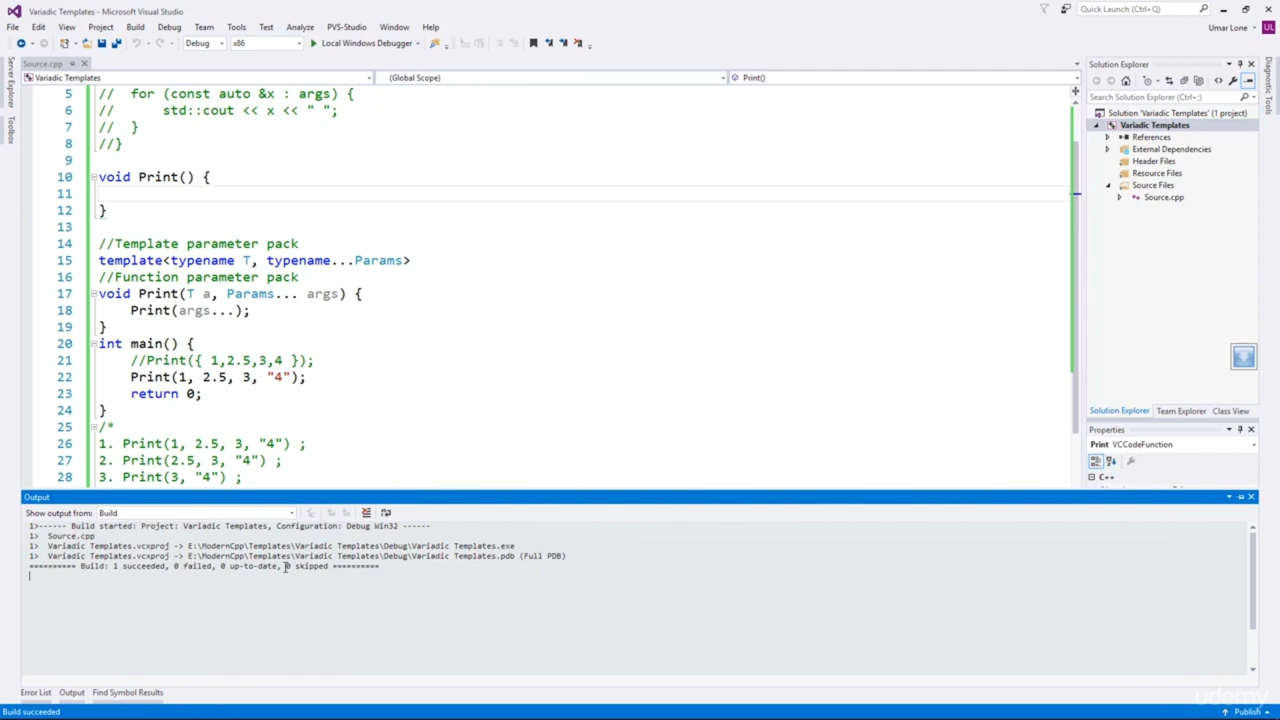 Variadic Templates - Microsoft Visual Studio
Quick Launch (Ctrl+Q)
File Edit View Project Build Debug Team Tools Test Analyze PVS-Studio Window Help
Umar Lone UL
Debug x86 Local Windows Debugger
Server Explorer
Toolbox
Source.cpp
Variadic Templates (Global Scope) Print()
5 // for (const auto &x : args) {
6 // std::cout << x << " ";
7 // }
8 //}
9
10 void Print() {
11
12 }
13
14 //Template parameter pack
15 template<typename T, typename...Params>
16 //Function parameter pack
17 void Print(T a, Params... args) {
18 Print(args...);
19 }
20 int main() {
21 //Print({ 1,2.5,3,4 });
22 Print(1, 2.5, 3, "4");
23 return 0;
24 }
25 /*
26 1. Print(1, 2.5, 3, "4") ;
27 2. Print(2.5, 3, "4") ;
28 3. Print(3, "4") ;
Solution Explorer
Search Solution Explorer (Ctrl+;)
Solution 'Variadic Templates' (1 project)
Variadic Templates
References
External Dependencies
Header Files
Resource Files
Source Files
Source.cpp
Solution Explorer Team Explorer Class View
Properties
Print VCCodeFunction
C++
Diagnostic Tools
Output
Show output from: Build
1>------ Build started: Project: Variadic Templates, Configuration: Debug Win32 ------
1> Source.cpp
1> Variadic Templates.vcxproj -> E:\ModernCpp\Templates\Variadic Templates\Debug\Variadic Templates.exe
1> Variadic Templates.vcxproj -> E:\ModernCpp\Templates\Variadic Templates\Debug\Variadic Templates.pdb (Full PDB)
========== Build: 1 succeeded, 0 failed, 0 up-to-date, 0 skipped ==========
Error List Output Find Symbol Results
udemy
Build succeeded
Publish